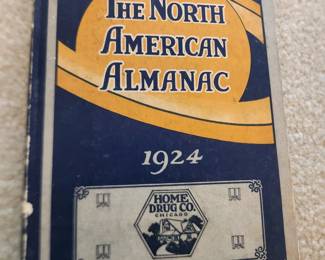 THE NORTH
AMERICAN
ALMANAC
1924
HOME
DRUG CO.
CHICAGO